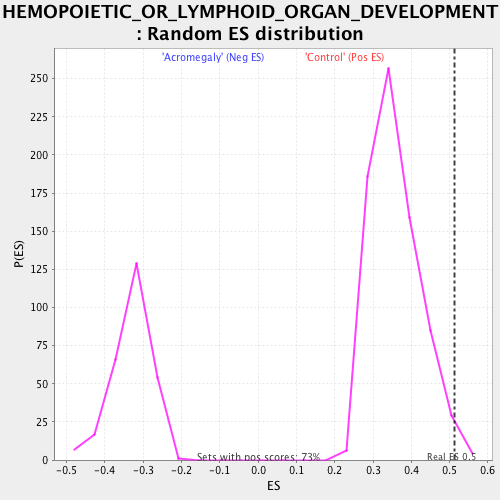 HEMOPOIETIC_OR_LYMPHOID_ORGAN_DEVELOPMENT
: Random ES distribution
'Acromegaly' (Neg ES) 'Control' (Pos ES)
250
225
200
175
150
125
100
75
50
25
0
P(ES)
Sets with pos scores: 73%
Real ES 0.5
-0.5 -0.4 -0.3 -0.2 -0.1 0.0 0.1 0.2 0.3 0.4 0.5 0.6
ES